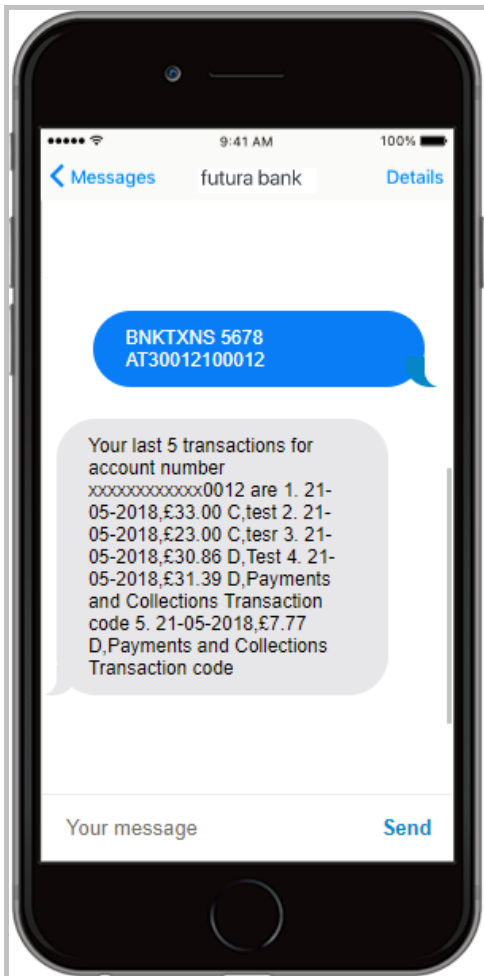 9:41 AM
100%
Messages
futura bank
Details
BNKTXNS 5678
AT30012100012
Your last 5 transactions for
account number
xxxxxxxxxxxx0012 are 1. 21-
05-2018,£33.00 C,test 2. 21-
05-2018,£23.00 C,tesr 3. 21-
05-2018,£30.86 D,Test 4. 21-
05-2018,£31.39 D,Payments
and Collections Transaction
code 5. 21-05-2018,£7.77
D,Payments and Collections
Transaction code
Your message
Send